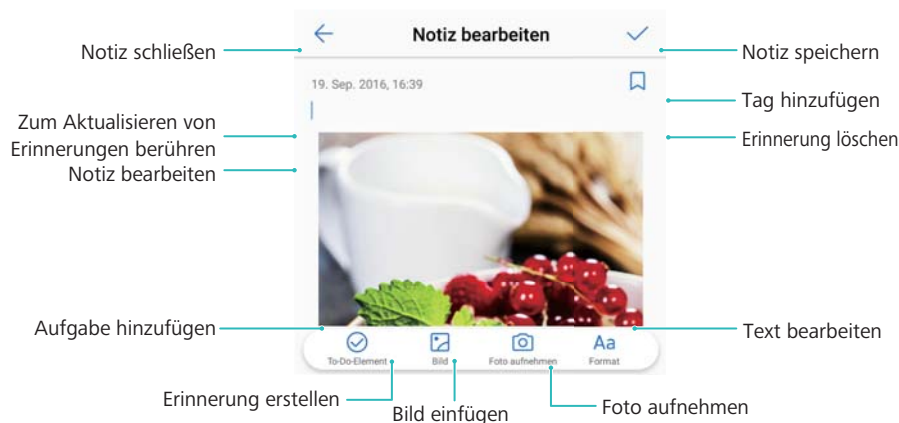 Notiz bearbeiten
Notiz schließen
Notiz speichern
19. Sep. 2016, 16:39
Tag hinzufügen
Zum Aktualisieren von
Erinnerungen berühren
Erinnerung löschen
Notiz bearbeiten
Aufgabe hinzufügen
Text bearbeiten
To-Do-Element
Bild
Foto aufnehmen
Aa
Format
Erinnerung erstellen
Bild einfügen
Foto aufnehmen